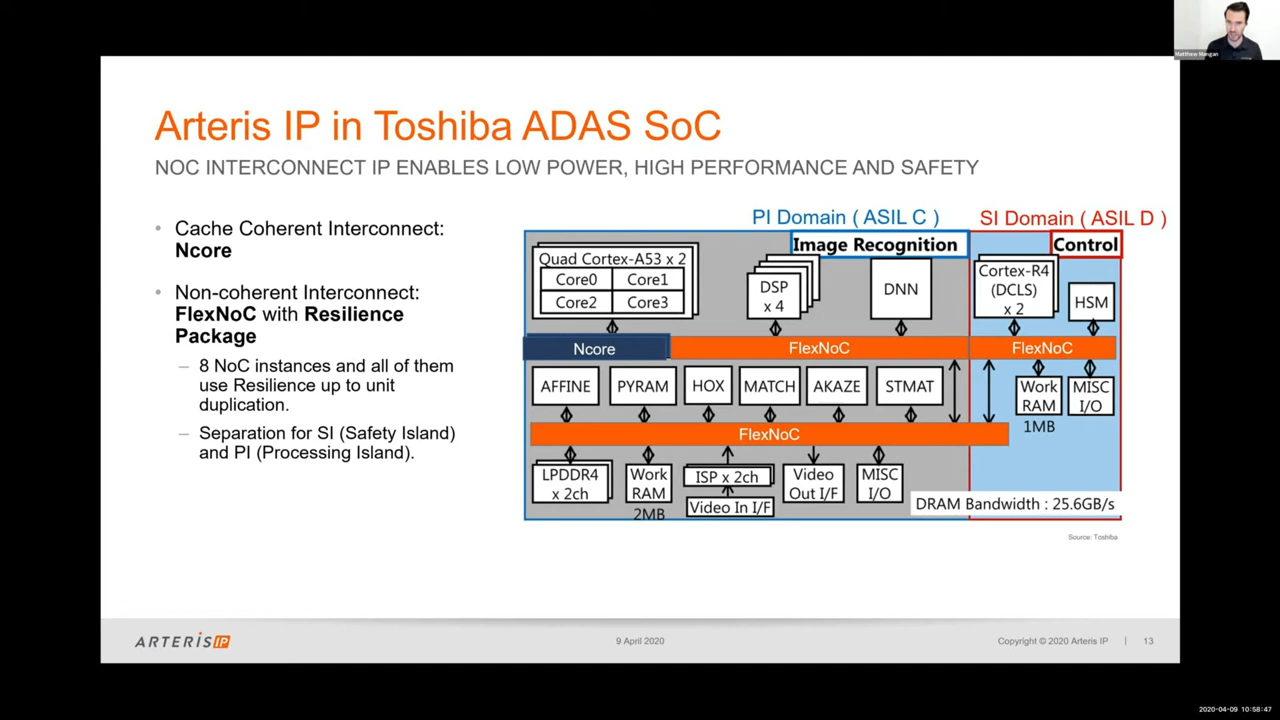 Matthew Mangan
Arteris IP in Toshiba ADAS SoC
NOC INTERCONNECT IP ENABLES LOW POWER, HIGH PERFORMANCE AND SAFETY
• Cache Coherent Interconnect:
Ncore
• Non-coherent Interconnect:
FlexNoC with Resilience
Package
– 8 NoC instances and all of them
use Resilience up to unit
duplication.
– Separation for SI (Safety Island)
and PI (Processing Island).
PI Domain ( ASIL C )
SI Domain ( ASIL D )
Image Recognition
Control
Quad Cortex-A53 x 2
Core0
Core1
Core2
Core3
DSP
x 4
DNN
Cortex-R4
(DCLS)
x 2
HSM
Ncore
FlexNoC
FlexNoC
AFFINE
PYRAM
HOX
MATCH
AKAZE
STMAT
Work
RAM
1MB
MISC
I/O
FlexNoC
LPDDR4
x 2ch
Work
RAM
2MB
ISP x 2ch
Video In I/F
Video
Out I/F
MISC
I/O
DRAM Bandwidth : 25.6GB/s
Source: Toshiba
ARTERIS IP
9 April 2020
Copyright © 2020 Arteris IP | 13
2020-04-09 10:58:47